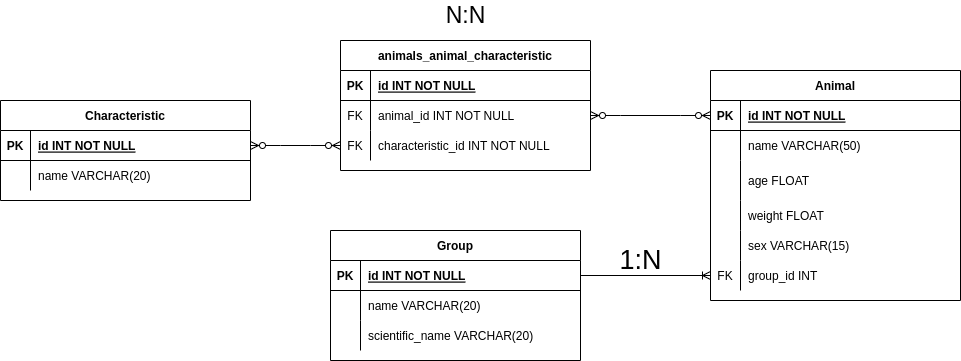 N:N
animals_animal_characteristic
PK id INT NOT NULL
FK animal_id INT NOT NULL
FK characteristic_id INT NOT NULL
Characteristic
PK id INT NOT NULL
name VARCHAR(20)
Animal
PK id INT NOT NULL
name VARCHAR(50)
age FLOAT
weight FLOAT
sex VARCHAR(15)
FK group_id INT
1:N
Group
PK id INT NOT NULL
name VARCHAR(20)
scientific_name VARCHAR(20)